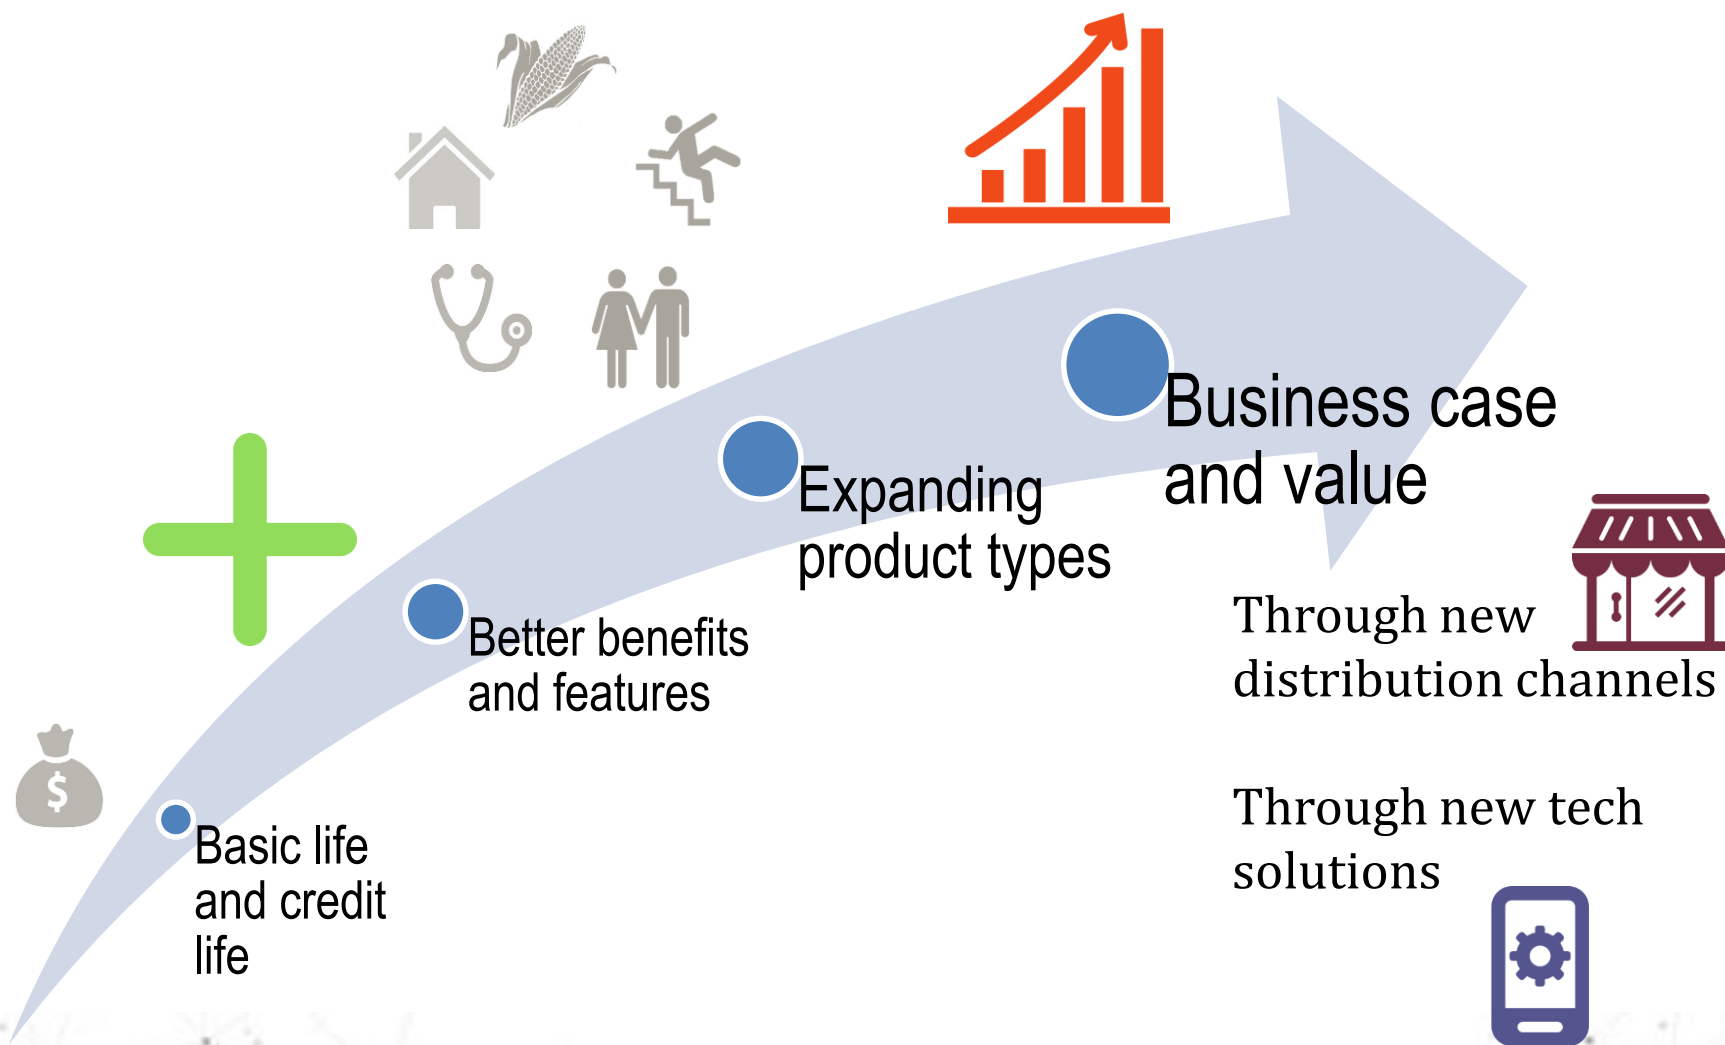 $
Basic life
and credit
life
Better benefits
and features
Expanding
product types
Business case
and value
Through new
distribution channels
Through new tech
solutions